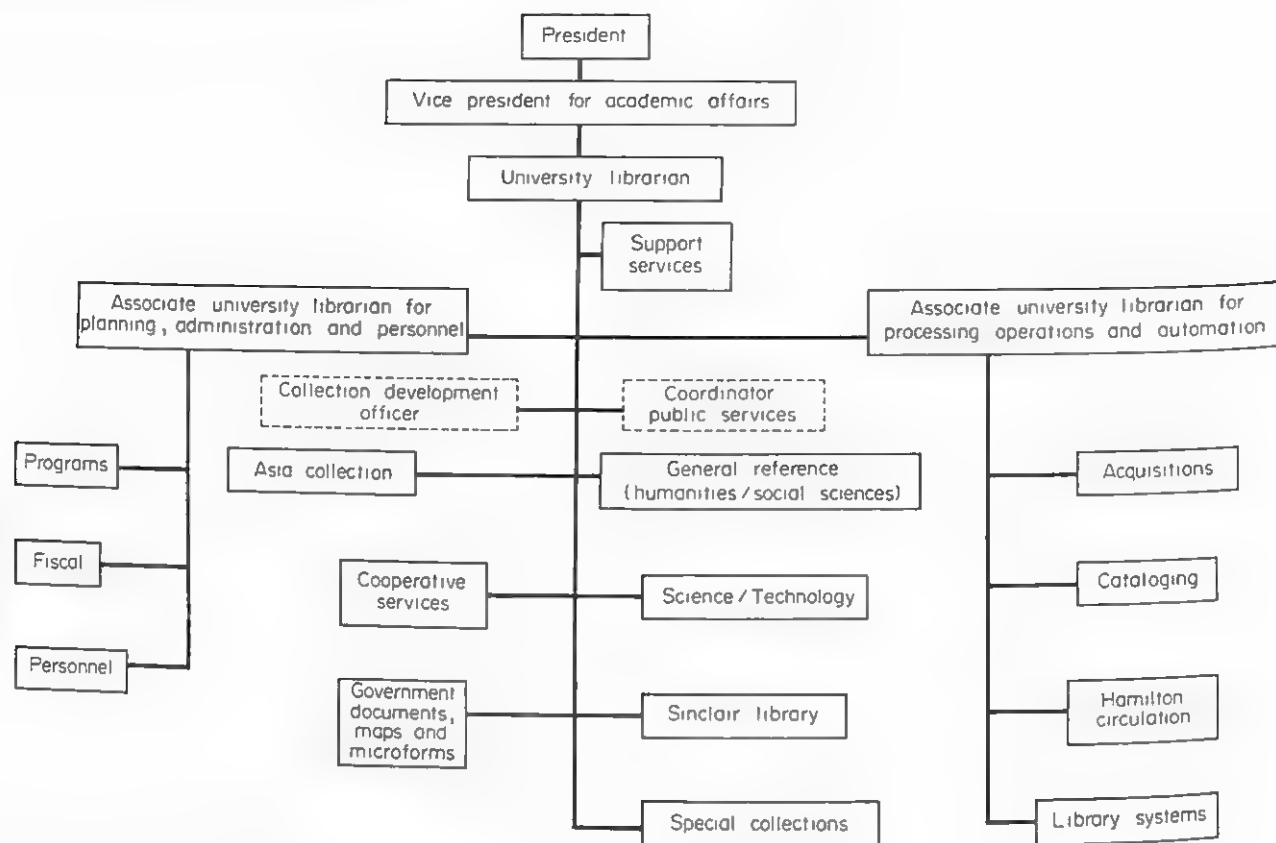 President
Vice president for academic affairs
University librarian
Support
services
Associate university librarian for
planning, administration and personnel
Associate university librarian for
processing operations and automation
Collection development
officer
Coordinator
public services
Programs
Asia collection
General reference
(humanities/social sciences)
Acquisitions
Fiscal
Cooperative
services
Science/Technology
Cataloging
Personnel
Government
documents,
maps and
microforms
Sinclair library
Hamilton
circulation
Special collections
Library systems